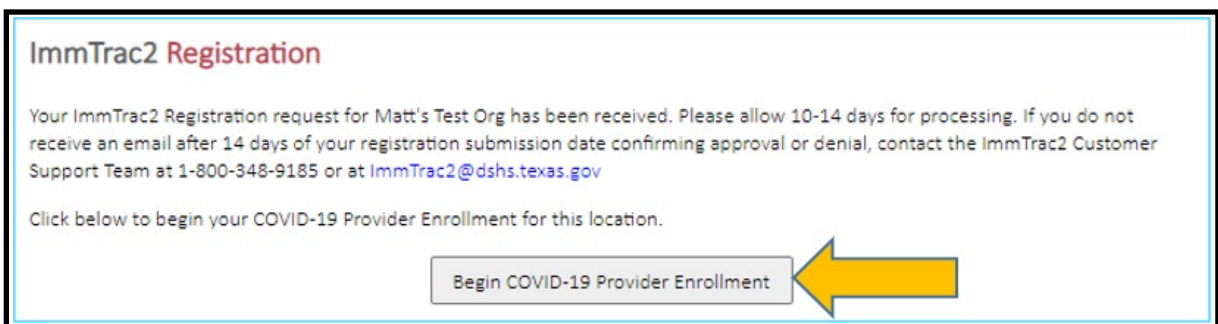 ImmTrac2 Registration
Your ImmTrac2 Registration request for Matt's Test Org has been received. Please allow 10-14 days for processing. If you do not
receive an email after 14 days of your registration submission date confirming approval or denial, contact the ImmTrac2 Customer
Support Team at 1-800-348-9185 or at ImmTrac2@dshs.texas.gov
Click below to begin your COVID-19 Provider Enrollment for this location.
Begin COVID-19 Provider Enrollment